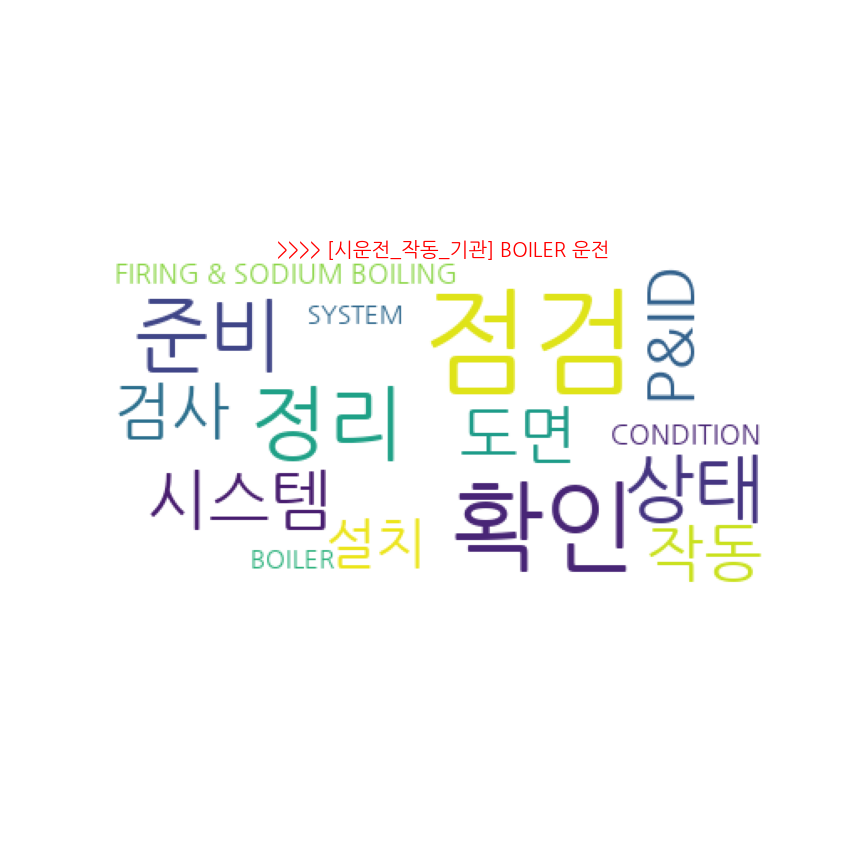 >>>> [시운전_작동_기관] BOILER 운전
FIRING & SODIUM BOILING
준비
SYSTEM
점검
P&ID
검사
정리
도면
CONDITION
시스템
설치
확인
상태
BOILER
작동